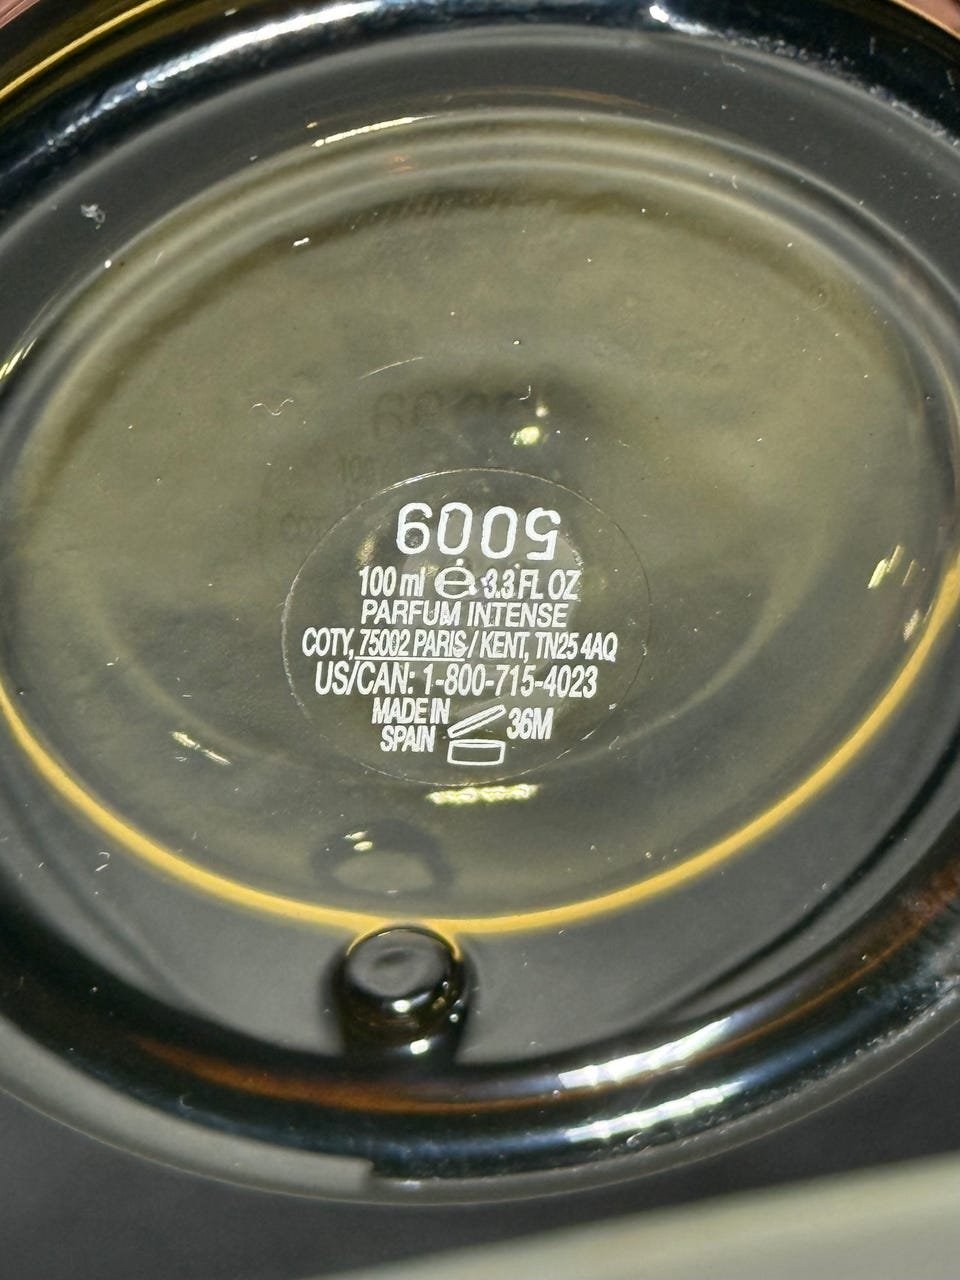 5009
100 ml ℮ 3.3 FL OZ
PARFUM INTENSE
COTY, 75002 PARIS / KENT, TN25 4AQ
US/CAN: 1-800-715-4023
MADE IN
SPAIN
36M